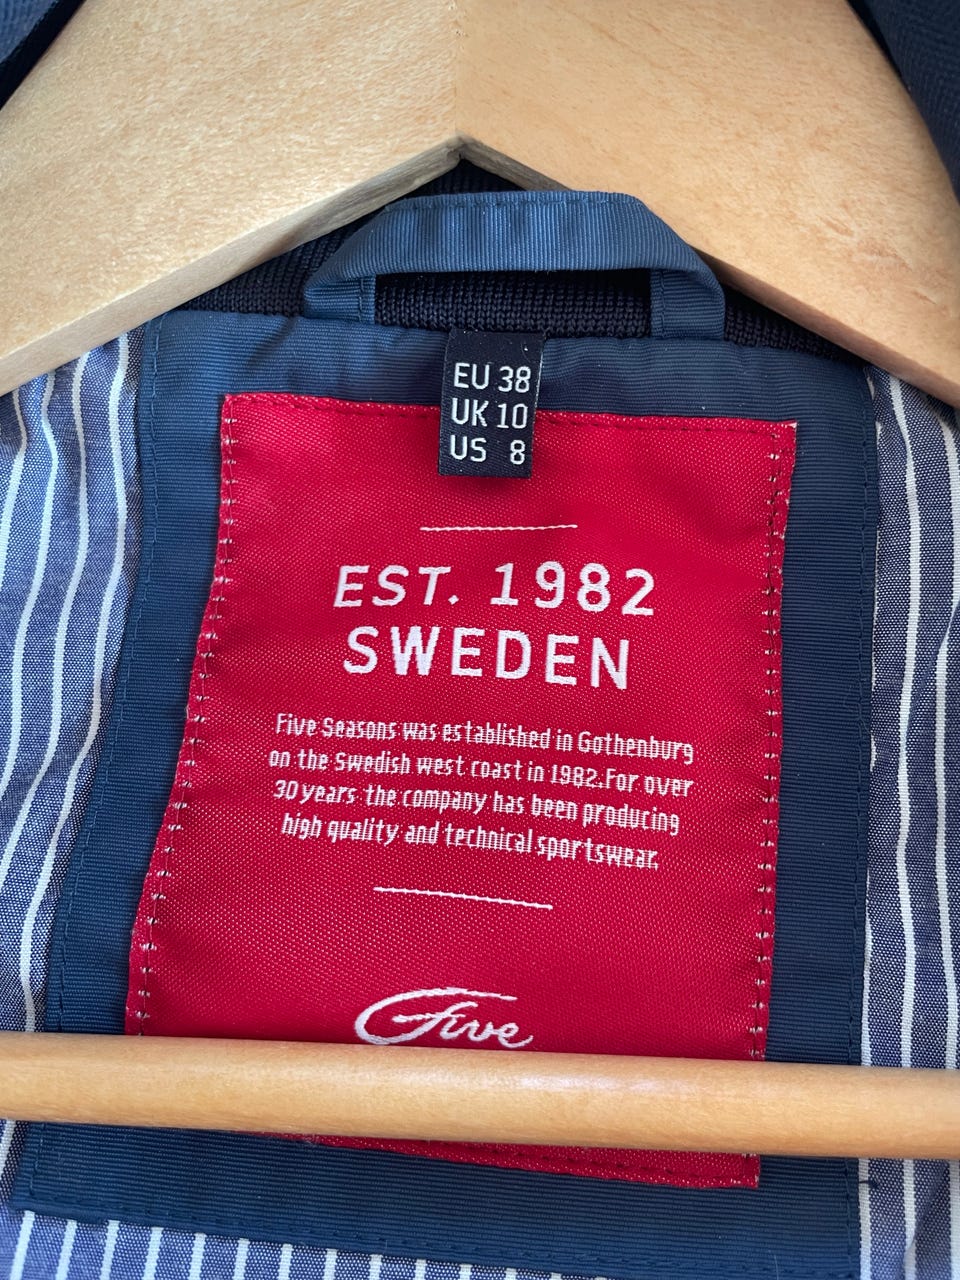 EU 38
UK 10
US 8
EST. 1982
SWEDEN
Five Seasons was established in Gothenburg
on the Swedish west coast in 1982.For over
30 years the company has been producing
high quality and technical sportswear.
Five